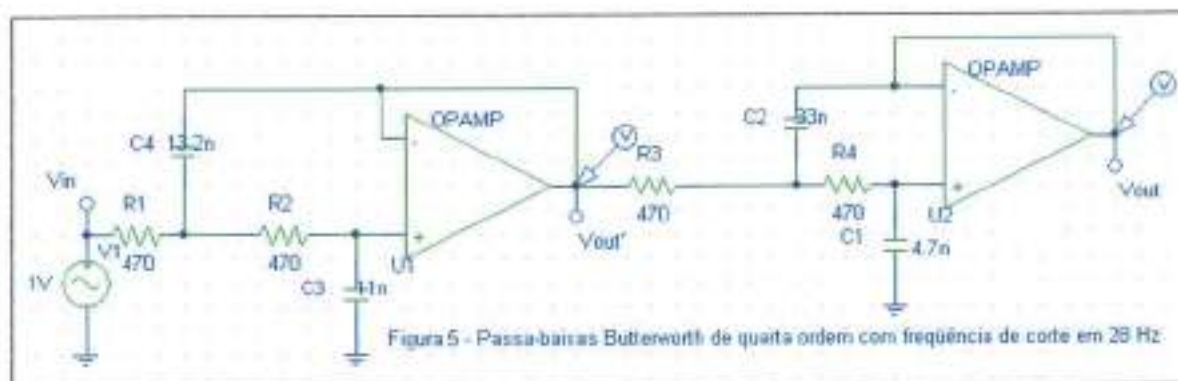 OPAMP
C2 33n
OPAMP
C4 13.2n
V
V
R3
R4
Vin
R1
R2
470
470
U2
Vout
Vout'
V1
470
470
U1
C1
4.7n
1V
C3 11n
Figura 5 - Passa-baixas Butterworth de quarta ordem com freqüência de corte em 28 Hz